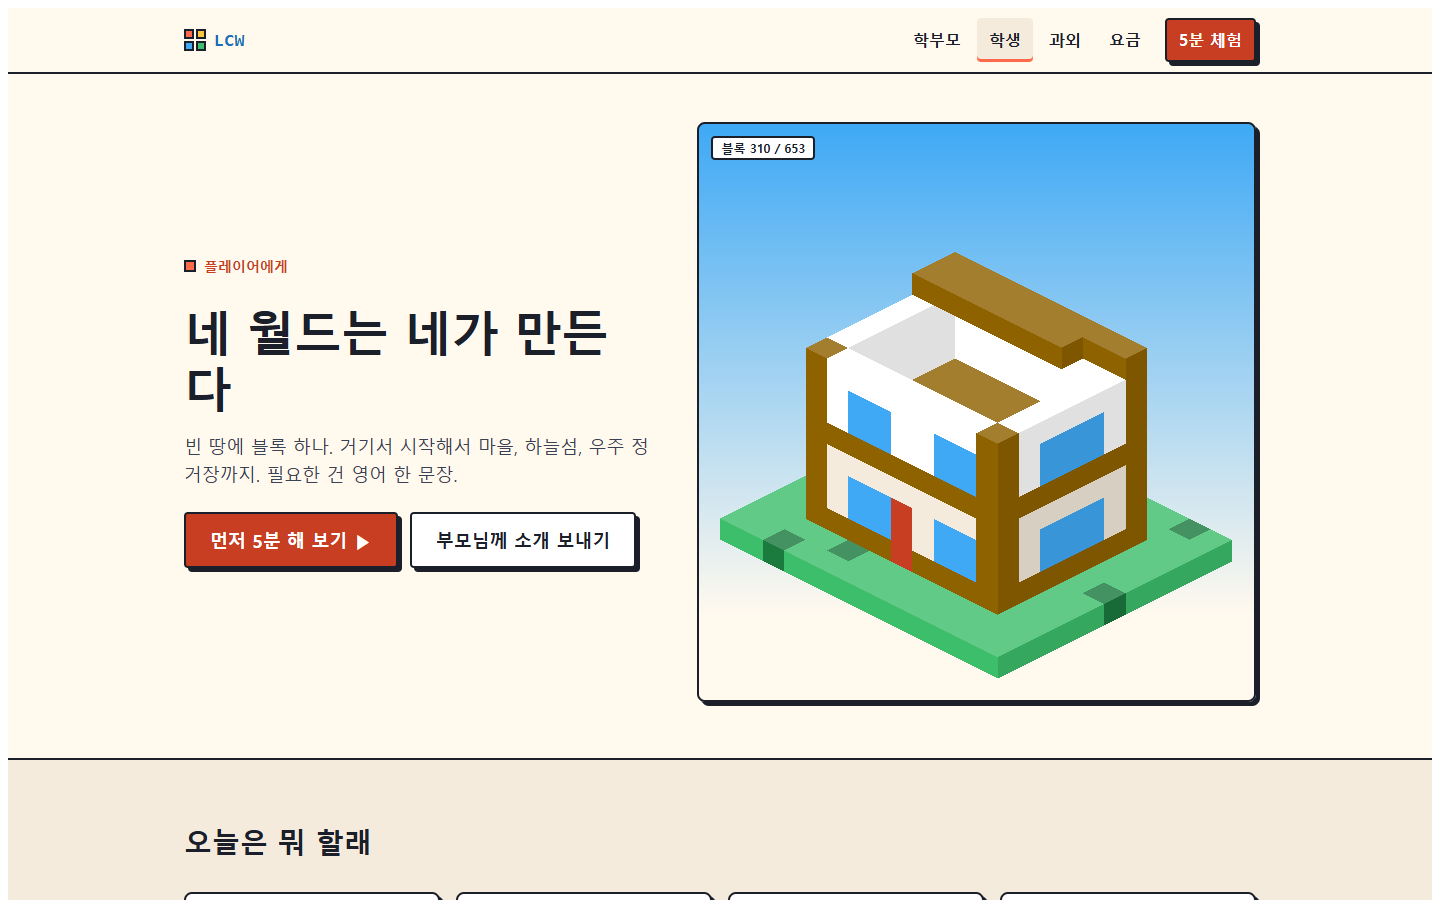 LCW
학부모
학생
과외
요금
5분 체험
블록 310 / 653
플레이어에게
네 월드는 네가 만든
다
빈 땅에 블록 하나. 거기서 시작해서 마을, 하늘섬, 우주 정
거장까지. 필요한 건 영어 한 문장.
먼저 5분 해 보기 ▶
부모님께 소개 보내기
오늘은 뭐 할래